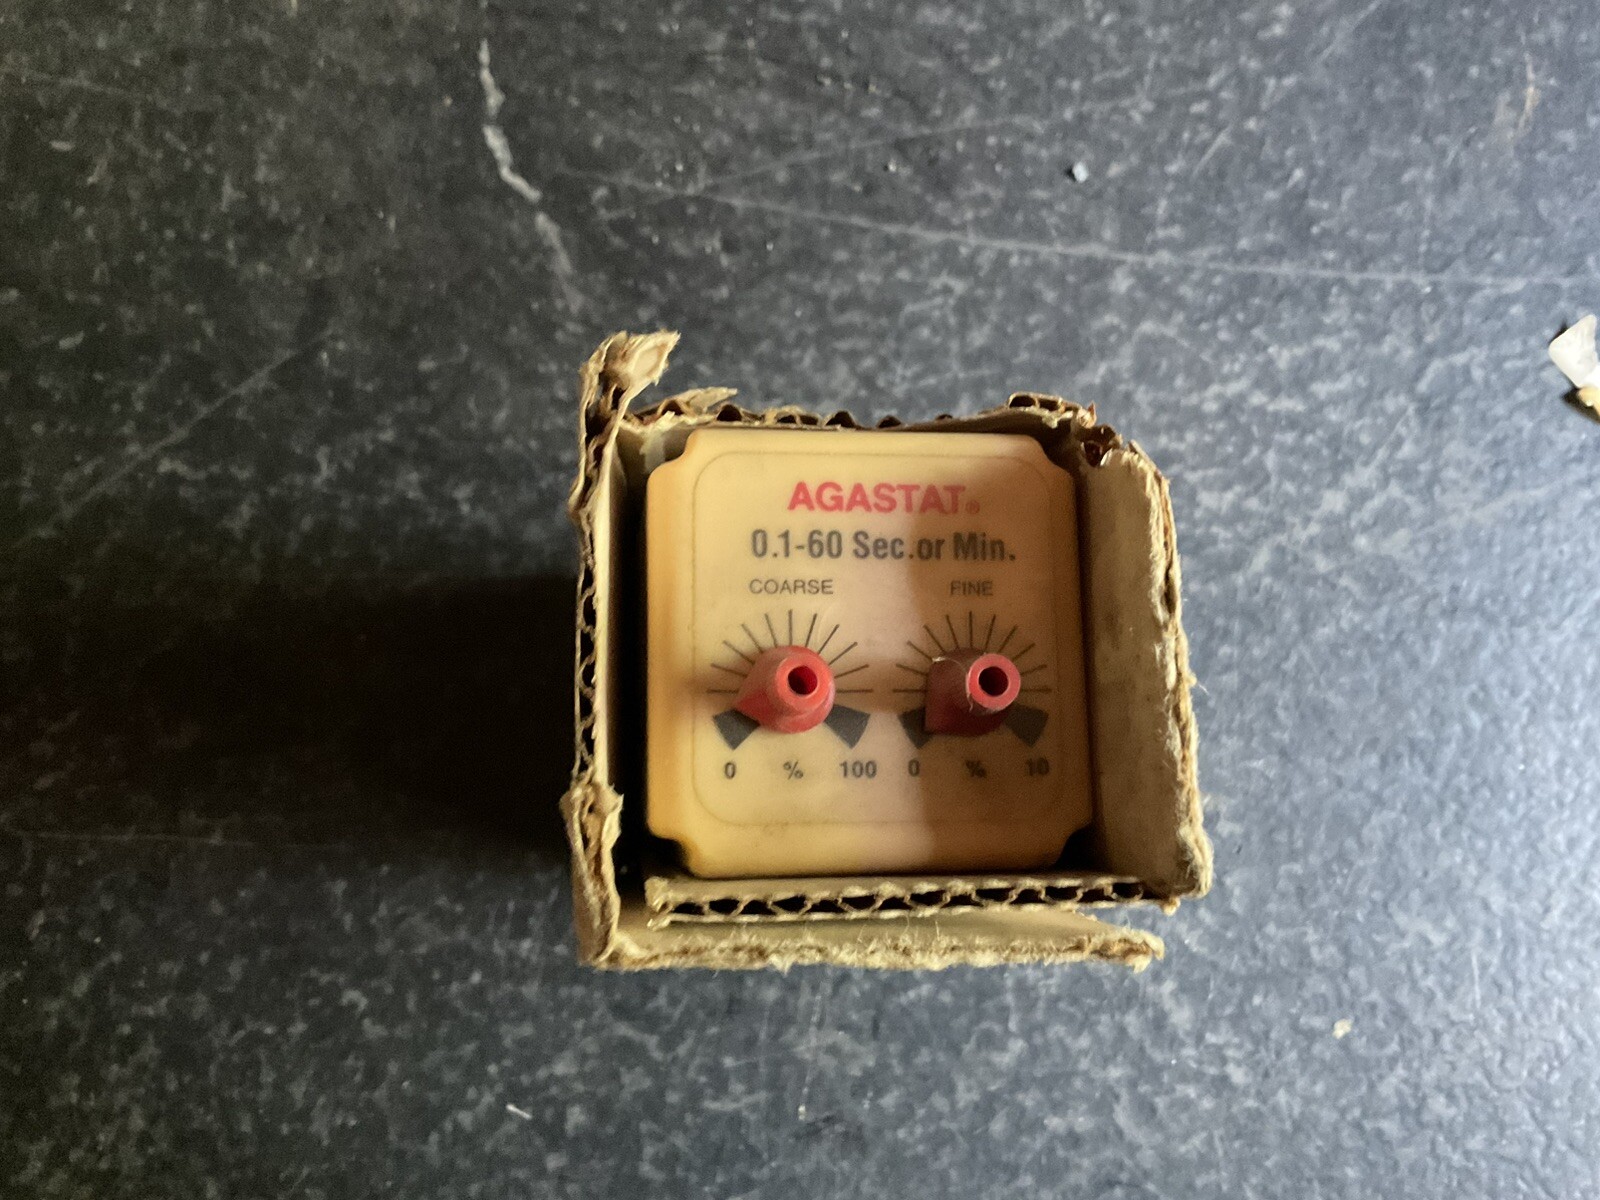 AGASTAT®
0.1-60 Sec.or Min.
COARSE FINE
0 % 100 0 % 10